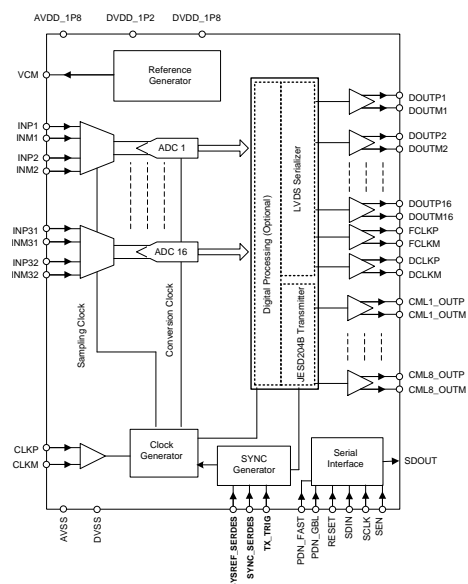 AVDD_1P8
DVDD_1P2
DVDD_1P8
VCM
Reference
Generator
INP1
INM1
INP2
INM2
ADC 1
INP31
INM31
INP32
INM32
ADC 16
Sampling Clock
Conversion Clock
Digital Processing (Optional)
LVDS Serializer
JESD204B Transmitter
DOUTP1
DOUTM1
DOUTP2
DOUTM2
DOUTP16
DOUTM16
FCLKP
FCLKM
DCLKP
DCLKM
CML1_OUTP
CML1_OUTM
CML8_OUTP
CML8_OUTM
CLKP
CLKM
Clock
Generator
SYNC
Generator
Serial
Interface
SDOUT
AVSS
DVSS
YSREF_SERDES
SYNC_SERDES
TX_TRIG
PDN_FAST
PDN_GBL
RESET
SDIN
SCLK
SEN